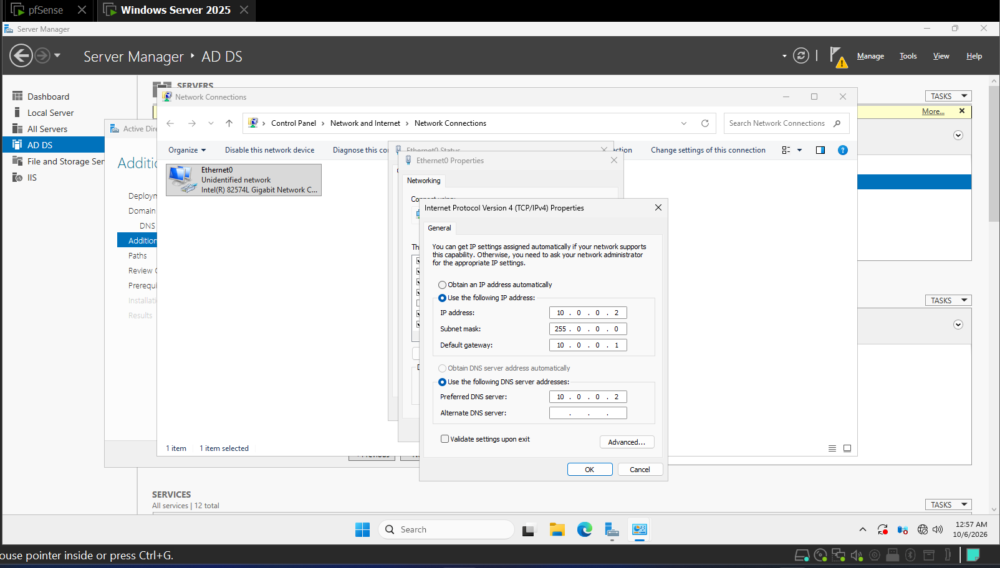 pfSense
Windows Server 2025
Server Manager
Server Manager AD DS
Manage Tools View Help
Dashboard
Local Server
All Servers
AD DS
File and Storage Ser
IIS
SERVERS
TASKS
More...
Active Dire
Additio
Deploym
Domain
DNS
Addition
Paths
Review O
Prerequi
Installati
Results
Previous
Network Connections
Control Panel Network and Internet Network Connections
Search Network Connections
Organize Disable this network device Diagnose this co ction Change settings of this connection
Ethernet0
Unidentified network
Intel(R) 82574L Gigabit Network C...
1 item 1 item selected
Ethernet0 Status
Ethernet0 Properties
Networking
Connect using:
Th
Internet Protocol Version 4 (TCP/IPv4) Properties
General
You can get IP settings assigned automatically if your network supports
this capability. Otherwise, you need to ask your network administrator
for the appropriate IP settings.
Obtain an IP address automatically
Use the following IP address:
IP address: 10 . 0 . 0 . 2
Subnet mask: 255 . 0 . 0 . 0
Default gateway: 10 . 0 . 0 . 1
Obtain DNS server address automatically
Use the following DNS server addresses:
Preferred DNS server: 10 . 0 . 0 . 2
Alternate DNS server: . . .
Validate settings upon exit
Advanced...
OK Cancel
TASKS
SERVICES
All services | 12 total
TASKS
Search
12:57 AM
10/6/2026
ouse pointer inside or press Ctrl+G.